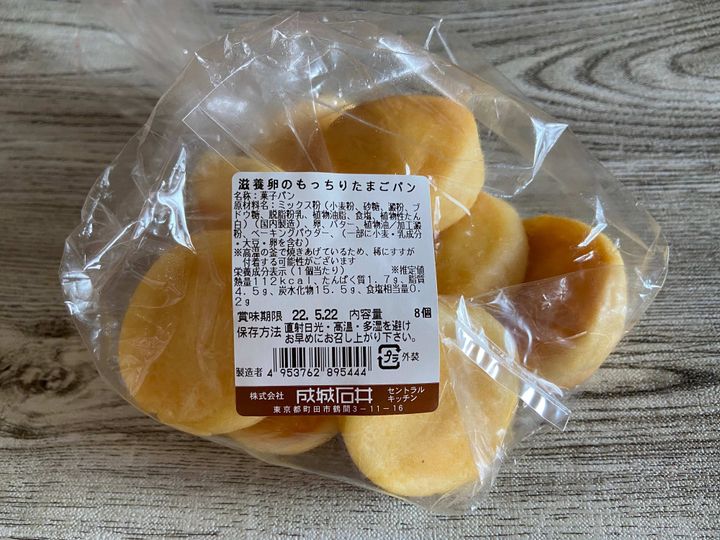 滋養卵のもっちりたまごパン
名称：菓子パン
原材料名：ミックス粉（小麦粉、砂糖、澱粉、ブ
ドウ糖、脱脂粉乳、植物油脂、食塩、植物性たん
白）（国内製造）、卵、バター、植物油／加工澱
粉、ベーキングパウダー、（一部に小麦・乳成分
・大豆・卵を含む）
※高温の釜で焼きあげているため、稀にすすが
付着する可能性がございます
栄養成分表示（1個当たり） ※推定値
熱量112kcal、たんぱく質1.7g、脂質
4.5g、炭水化物15.5g、食塩相当量0.
2g
賞味期限 22. 5.22 内容量 8個
保存方法 直射日光・高温・多湿を避け
お早めにお召し上がり下さい。
プラ 外装
製造者 4 953762 895444
株式会社 成城石井 セントラル
キッチン
東京都町田市鶴間3-11-16